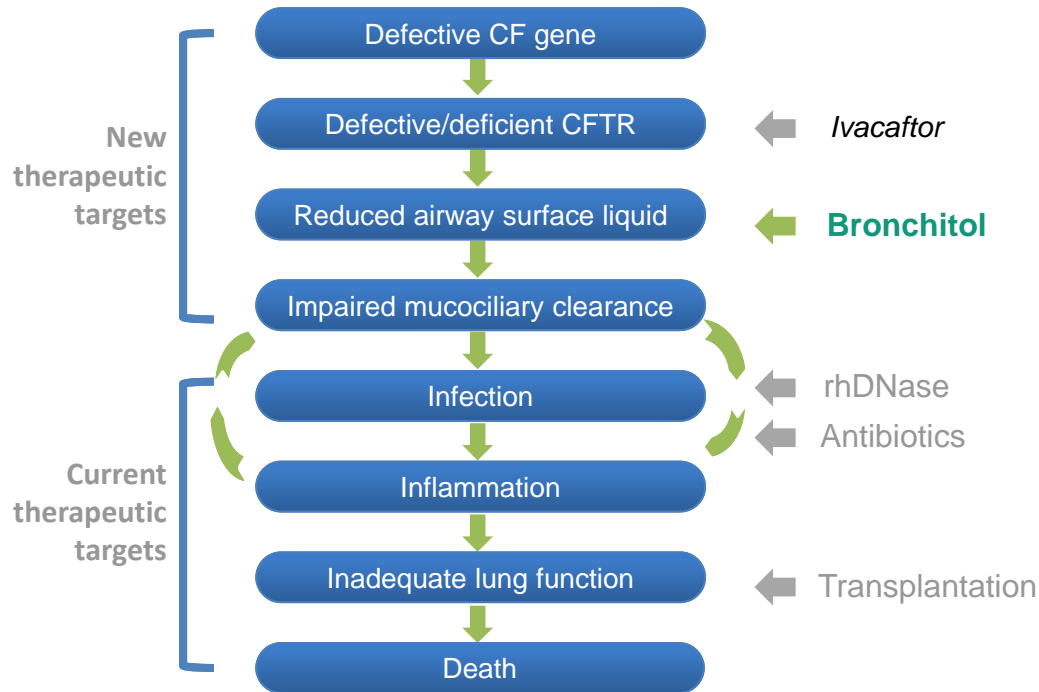 Defective CF gene
Defective/deficient CFTR
Ivacaftor
New
therapeutic
targets
Reduced airway surface liquid
Bronchitol
Impaired mucociliary clearance
Infection
rhDNase
Antibiotics
Current
therapeutic
targets
Inflammation
Inadequate lung function
Transplantation
Death